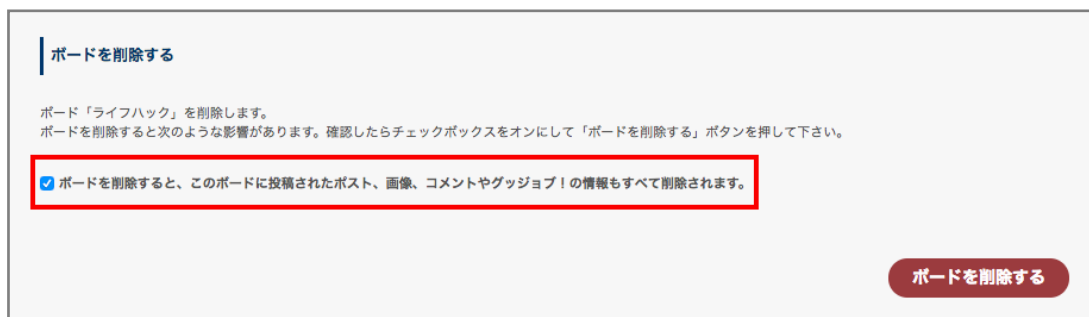 ボードを削除する
ボード「ライフハック」を削除します。
ボードを削除すると次のような影響があります。確認したらチェックボックスをオンにして「ボードを削除する」ボタンを押して下さい。
ボードを削除すると、このボードに投稿されたポスト、画像、コメントやグッジョブ！の情報もすべて削除されます。
ボードを削除する